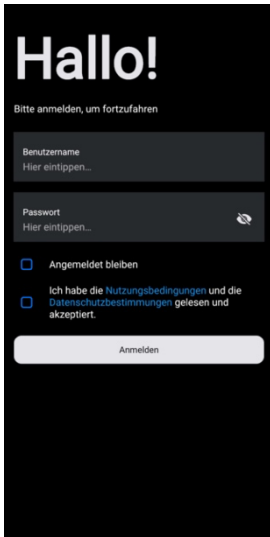 Hallo!
Bitte anmelden, um fortzufahren
Benutzername
Hier eintippen...
Passwort
Hier eintippen...
Angemeldet bleiben
Ich habe die Nutzungsbedingungen und die
Datenschutzbestimmungen gelesen und
akzeptiert.
Anmelden